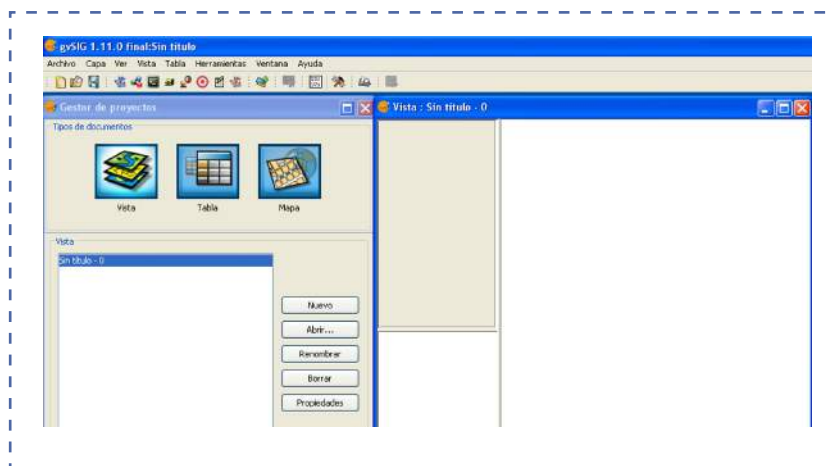 gvSIG 1.11.0 final:Sin título
Archivo Capa Ver Vista Tabla Herramientas Ventana Ayuda
Gestor de proyectos
Tipos de documentos
Vista Tabla Mapa
Vista
Sin título - 0
Nuevo
Abrir...
Renombrar
Borrar
Propiedades
Vista : Sin título - 0